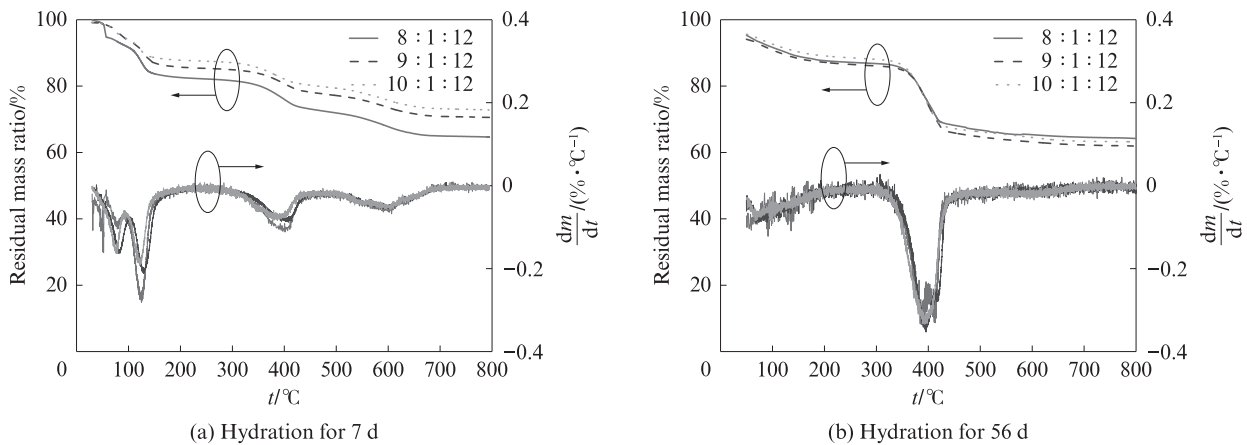 100
80
60
40
20
0
Residual mass ratio/%
8 : 1 : 12
9 : 1 : 12
10 : 1 : 12
0.4
0.2
0
−0.2
−0.4
dm/dt /(%•℃⁻¹)
100 200 300 400 500 600 700 800
t/℃
(a) Hydration for 7 d
100
80
60
40
20
0
Residual mass ratio/%
8 : 1 : 12
9 : 1 : 12
10 : 1 : 12
0.4
0.2
0
−0.2
−0.4
dm/dt /(%•℃⁻¹)
100 200 300 400 500 600 700 800
t/℃
(b) Hydration for 56 d